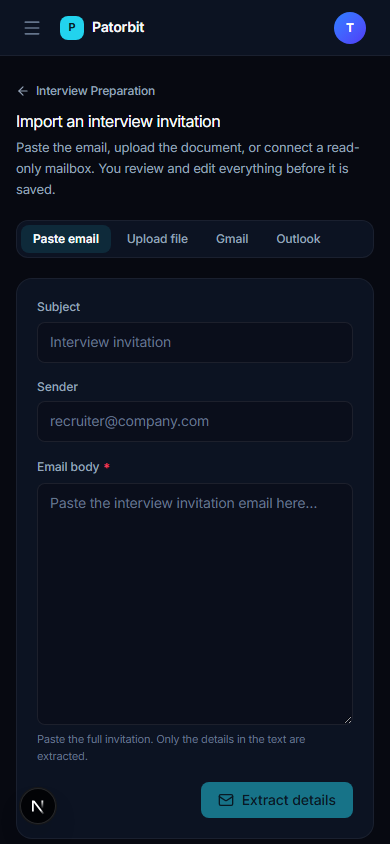 P Patorbit T
Interview Preparation
Import an interview invitation
Paste the email, upload the document, or connect a read-
only mailbox. You review and edit everything before it is
saved.
Paste email Upload file Gmail Outlook
Subject
Interview invitation
Sender
recruiter@company.com
Email body *
Paste the interview invitation email here...
Paste the full invitation. Only the details in the text are
extracted.
N Extract details